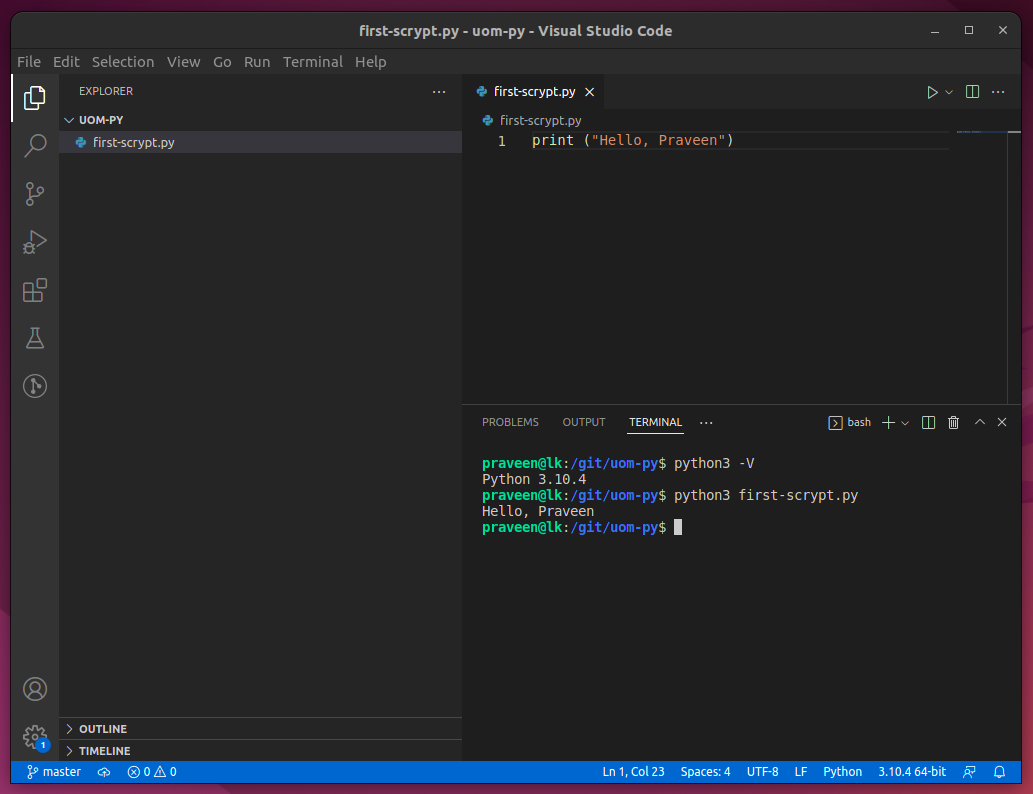 first-scrypt.py - uom-py - Visual Studio Code
File Edit Selection View Go Run Terminal Help
EXPLORER
UOM-PY
first-scrypt.py
first-scrypt.py
first-scrypt.py
1 print ("Hello, Praveen")
PROBLEMS OUTPUT TERMINAL bash
praveen@lk:/git/uom-py$ python3 -V
Python 3.10.4
praveen@lk:/git/uom-py$ python3 first-scrypt.py
Hello, Praveen
praveen@lk:/git/uom-py$
OUTLINE
TIMELINE
1
master 0 0 Ln 1, Col 23 Spaces: 4 UTF-8 LF Python 3.10.4 64-bit